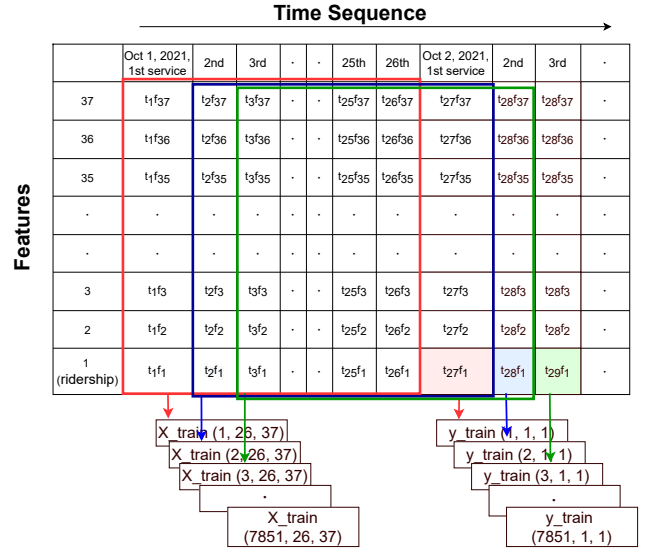 Time Sequence
Features
Oct 1, 2021, 1st service 2nd 3rd · · 25th 26th Oct 2, 2021, 1st service 2nd 3rd ·
37 t1f37 t2f37 t3f37 · · t25f37 t26f37 t27f37 t28f37 t28f37 ·
36 t1f36 t2f36 t3f36 · · t25f36 t26f36 t27f36 t28f36 t28f36 ·
35 t1f35 t2f35 t3f35 · · t25f35 t26f35 t27f35 t28f35 t28f35 ·
· · · · · · · · · · · ·
· · · · · · · · · · · ·
3 t1f3 t2f3 t3f3 · · t25f3 t26f3 t27f3 t28f3 t28f3 ·
2 t1f2 t2f2 t3f2 · · t25f2 t26f2 t27f2 t28f2 t28f2 ·
1 (ridership) t1f1 t2f1 t3f1 · · t25f1 t26f1 t27f1 t28f1 t29f1 ·
X_train (1, 26, 37)
X_train (2, 26, 37)
X_train (3, 26, 37)
·
X_train
(7851, 26, 37)
y_train (1, 1, 1)
y_train (2, 1, 1)
y_train (3, 1, 1)
·
y_train
(7851, 1, 1)